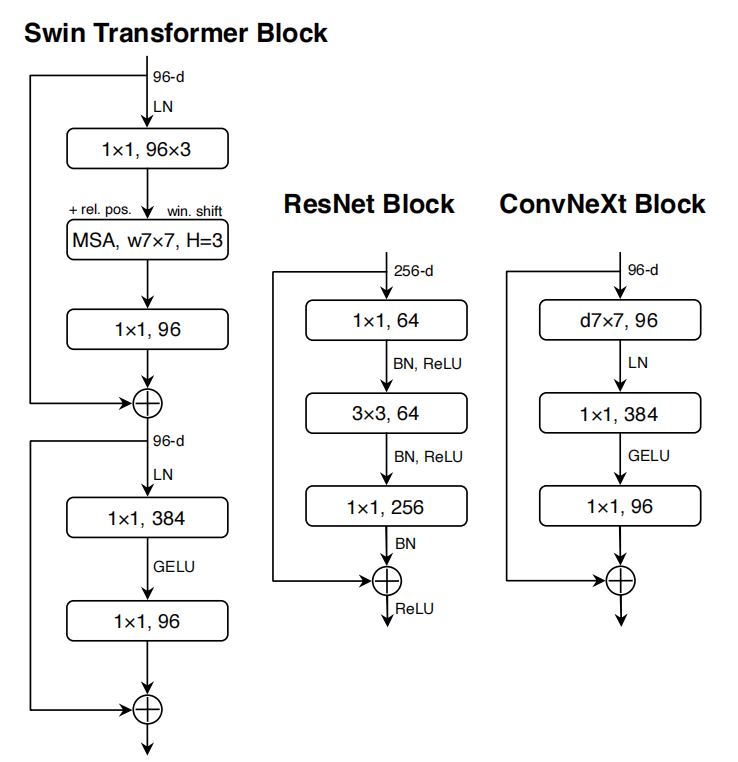 Swin Transformer Block
96-d
LN
1×1, 96×3
+ rel. pos.
win. shift
MSA, w7×7, H=3
1×1, 96
96-d
LN
1×1, 384
GELU
1×1, 96
ResNet Block
256-d
1×1, 64
BN, ReLU
3×3, 64
BN, ReLU
1×1, 256
BN
ReLU
ConvNeXt Block
96-d
d7×7, 96
LN
1×1, 384
GELU
1×1, 96